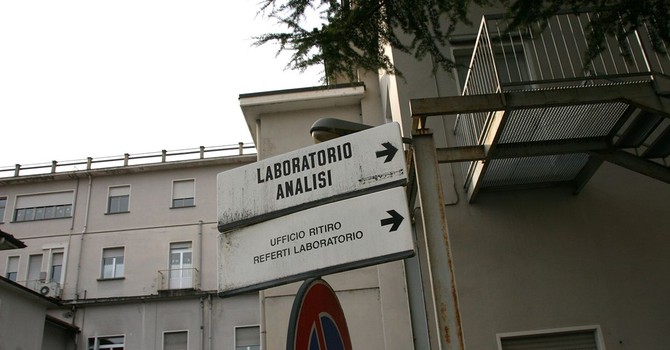 LABORATORIO
ANALISI
UFFICIO RITIRO
REFERTI LABORATORIO